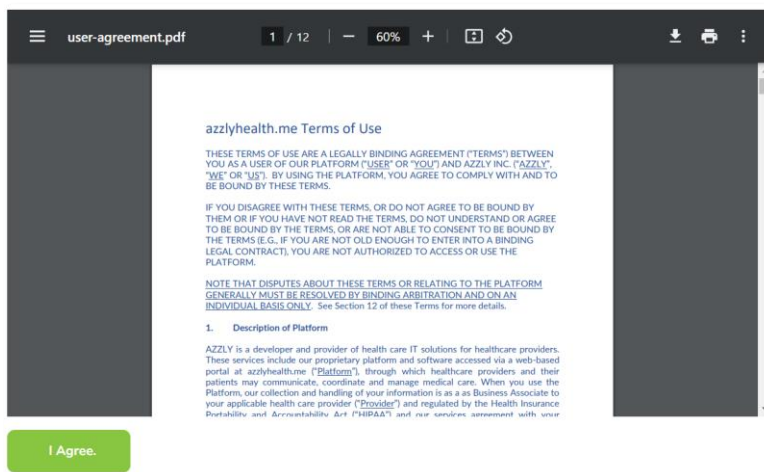 user-agreement.pdf 1 / 12 60%
azzlyhealth.me Terms of Use
THESE TERMS OF USE ARE A LEGALLY BINDING AGREEMENT ("TERMS") BETWEEN
YOU AS A USER OF OUR PLATFORM ("USER" OR "YOU") AND AZZLY INC. ("AZZLY",
"WE" OR "US"). BY USING THE PLATFORM, YOU AGREE TO COMPLY WITH AND TO
BE BOUND BY THESE TERMS.
IF YOU DISAGREE WITH THESE TERMS, OR DO NOT AGREE TO BE BOUND BY
THEM OR IF YOU HAVE NOT READ THE TERMS, DO NOT UNDERSTAND OR AGREE
TO BE BOUND BY THE TERMS, OR ARE NOT ABLE TO CONSENT TO BE BOUND BY
THE TERMS (E.G., IF YOU ARE NOT OLD ENOUGH TO ENTER INTO A BINDING
LEGAL CONTRACT), YOU ARE NOT AUTHORIZED TO ACCESS OR USE THE
PLATFORM.
NOTE THAT DISPUTES ABOUT THESE TERMS OR RELATING TO THE PLATFORM
GENERALLY MUST BE RESOLVED BY BINDING ARBITRATION AND ON AN
INDIVIDUAL BASIS ONLY. See Section 12 of these Terms for more details.
1. Description of Platform
AZZLY is a developer and provider of health care IT solutions for healthcare providers.
These services include our proprietary platform and software accessed via a web-based
portal at azzlyhealth.me ("Platform"), through which healthcare providers and their
patients may communicate, coordinate and manage medical care. When you use the
Platform, our collection and handling of your information is as a as Business Associate to
your applicable health care provider ("Provider") and regulated by the Health Insurance
Portability and Accountability Act ("HIPAA") and our services agreement with your
I Agree.